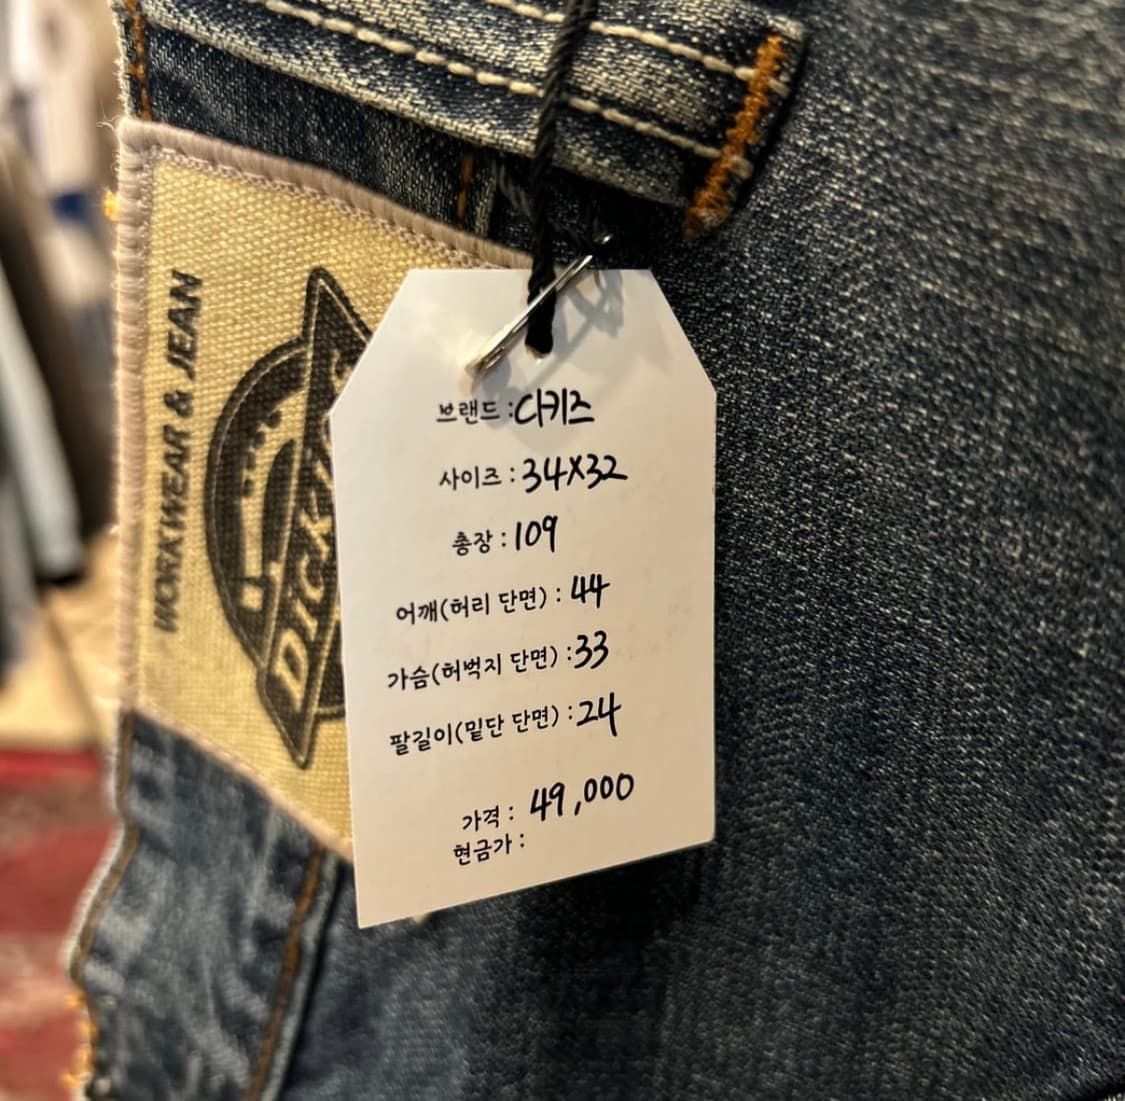 WORKWEAR & JEAN
브랜드 : 디키즈
사이즈 : 34X32
총장 : 109
어깨(허리 단면) : 44
가슴(허벅지 단면) : 33
팔길이(밑단 단면) : 24
가격 : 49,000
현금가 :